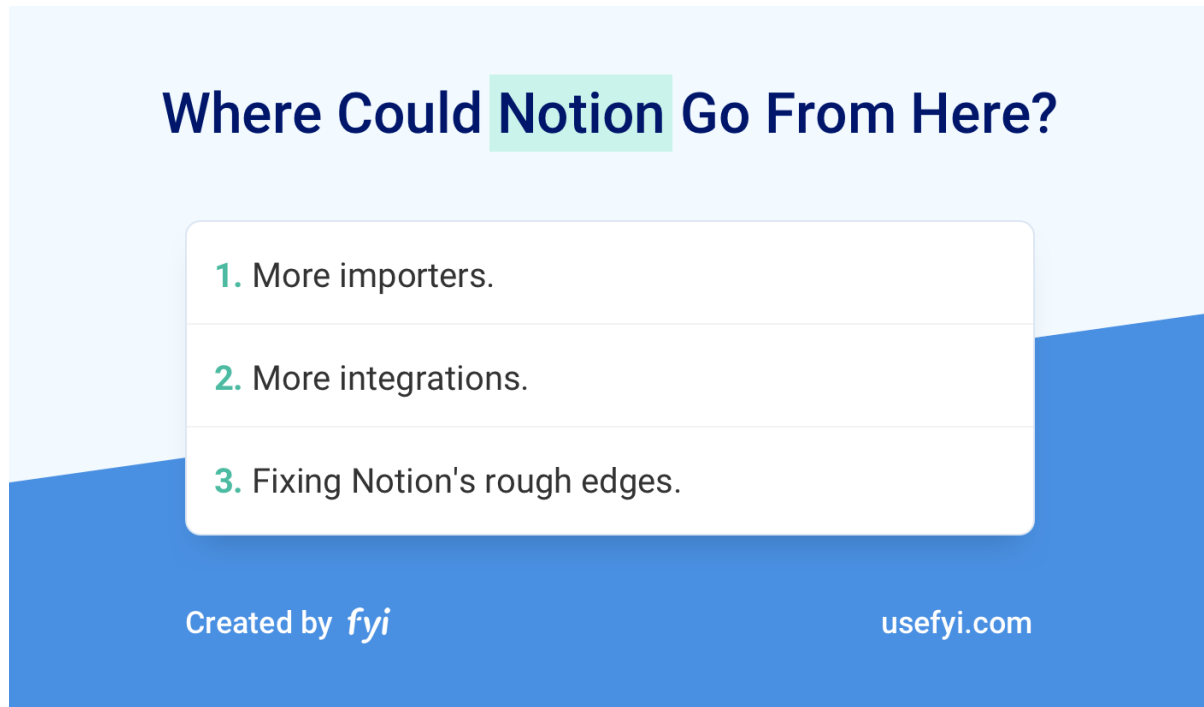 Where Could Notion Go From Here?
1. More importers.
2. More integrations.
3. Fixing Notion's rough edges.
Created by fyi
usefyi.com